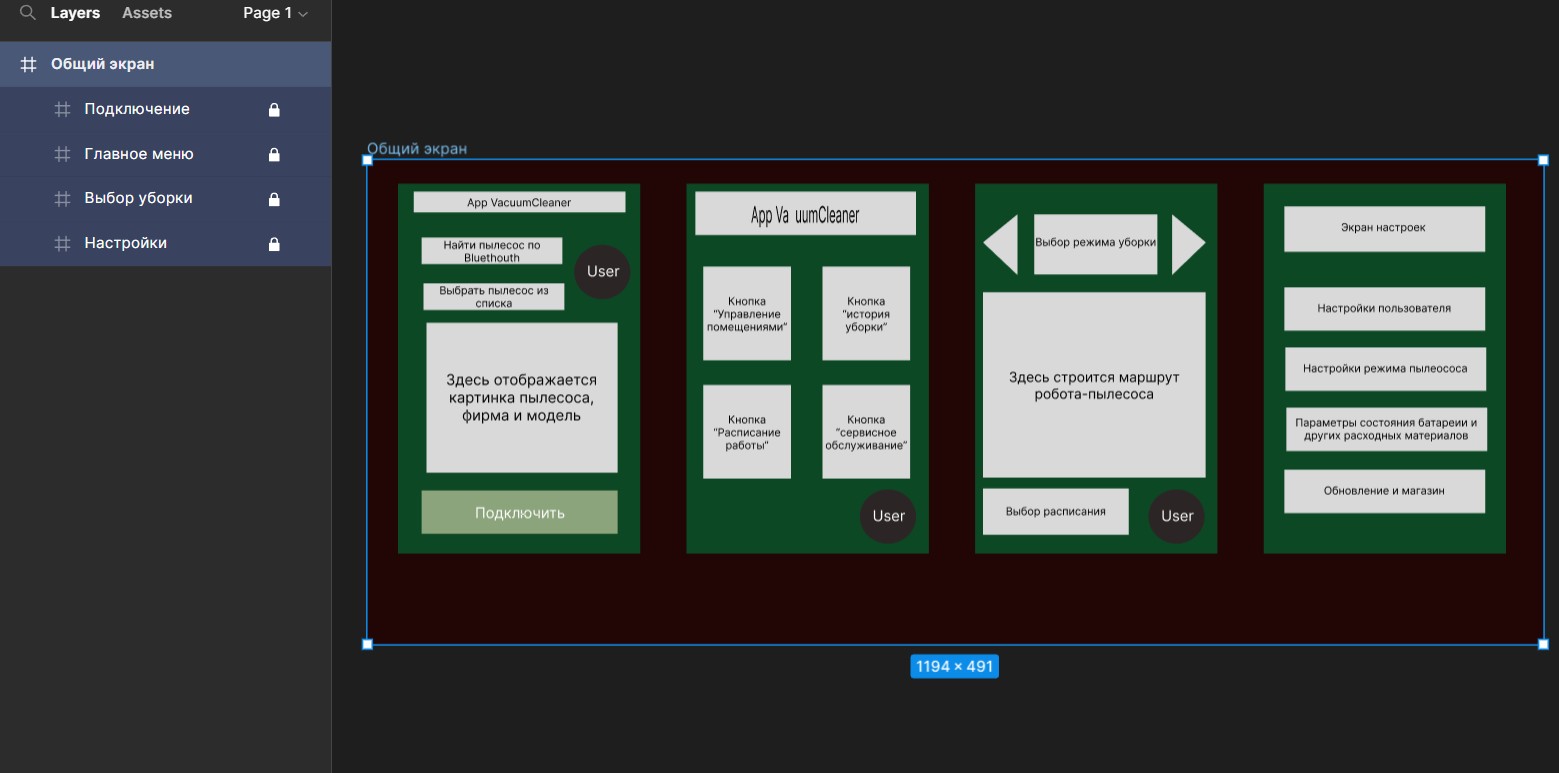 Layers Assets Page 1
Общий экран
Подключение
Главное меню
Выбор уборки
Настройки
Общий экран
App VacuumCleaner
Найти пылесос по
Bluethouth
User
Выбрать пылесос из
списка
Здесь отображается
картинка пылесоса,
фирма и модель
Подключить
App Va uumCleaner
Кнопка
"Управление
помещениями"
Кнопка
"история
уборки"
Кнопка
"Расписание
работы"
Кнопка
"сервисное
обслуживание"
User
Выбор режима уборки
Здесь строится маршрут
робота-пылесоса
Выбор расписания
User
Экран настроек
Настройки пользователя
Настройки режима пылеососа
Параметры состояния батареии и
других расходных материалов
Обновление и магазин
1194 × 491